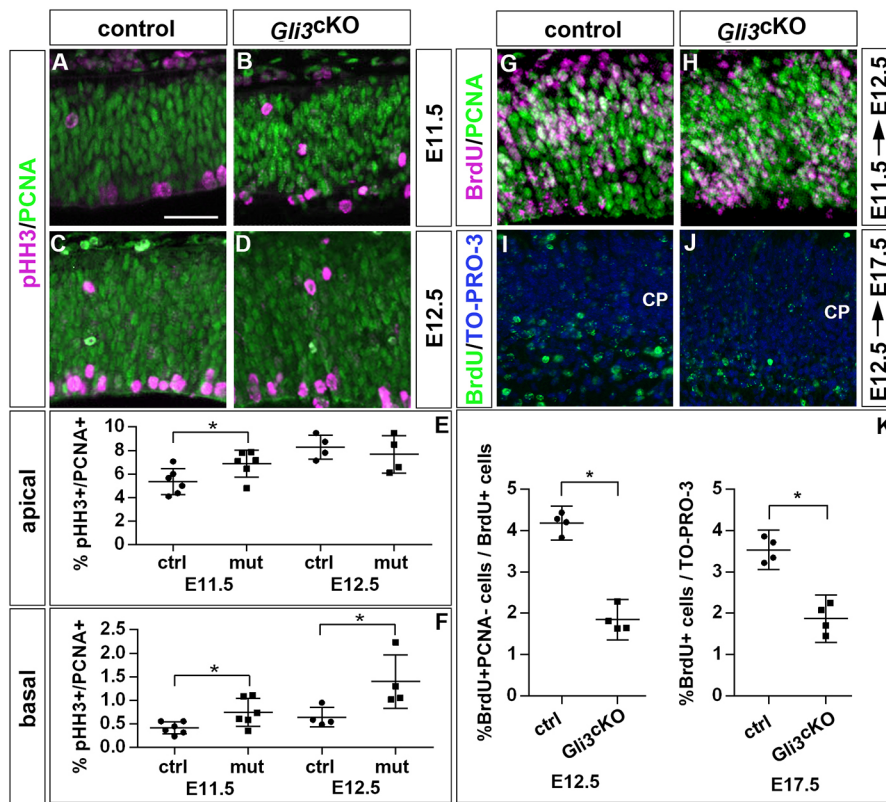 control
Gli3cKO
control
Gli3cKO
A
B
G
H
pHH3/PCNA
E11.5
BrdU/PCNA
E11.5 → E12.5
C
D
E12.5
I
J
CP
CP
BrdU/TO-PRO-3
E12.5 → E17.5
apical
E
% pHH3+/PCNA+
10
8
6
4
2
0
*
ctrl mut ctrl mut
E11.5 E12.5
basal
F
% pHH3+/PCNA+
2.5
2.0
1.5
1.0
0.5
0.0
* *
ctrl mut ctrl mut
E11.5 E12.5
K
%BrdU+PCNA- cells / BrdU+ cells
5
4
3
2
1
0
*
ctrl
Gli3cKO
E12.5
%BrdU+ cells / TO-PRO-3
5
4
3
2
1
0
*
ctrl
Gli3cKO
E17.5